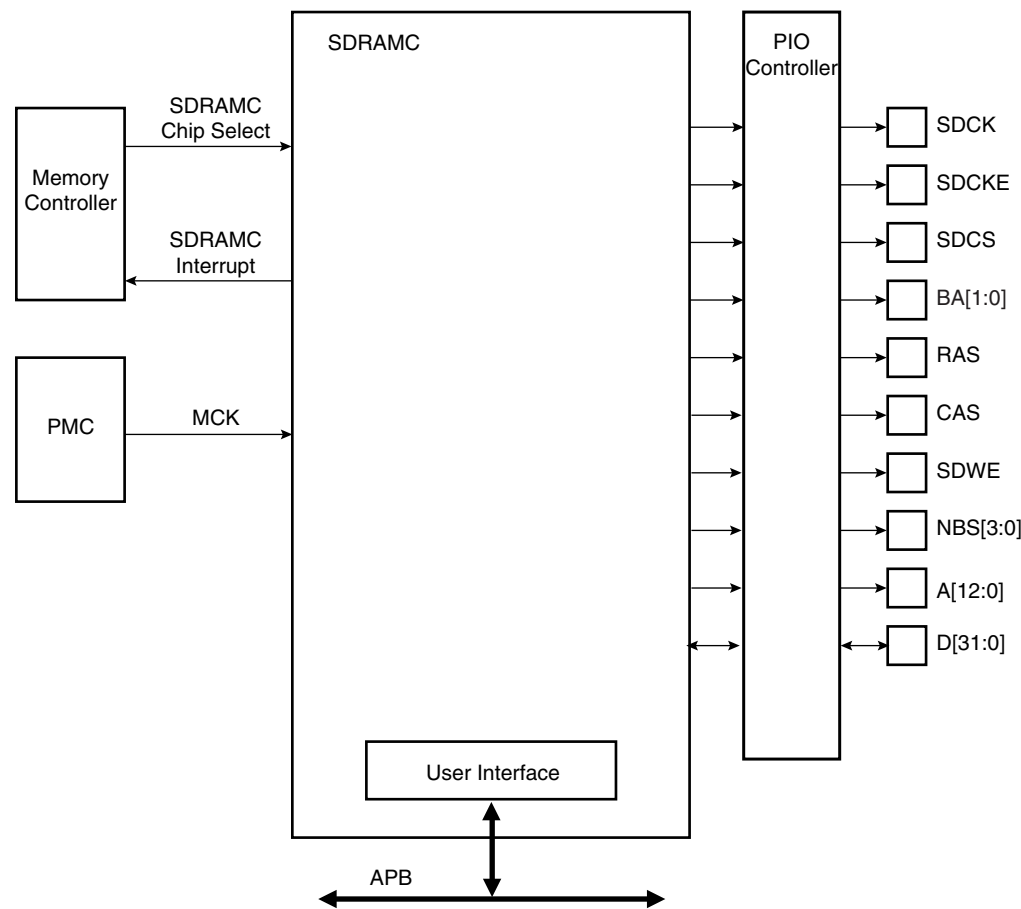 SDRAMC
PIO
Controller
SDRAMC
Chip Select
Memory
Controller
SDRAMC
Interrupt
PMC
MCK
SDCK
SDCKE
SDCS
BA[1:0]
RAS
CAS
SDWE
NBS[3:0]
A[12:0]
D[31:0]
User Interface
APB